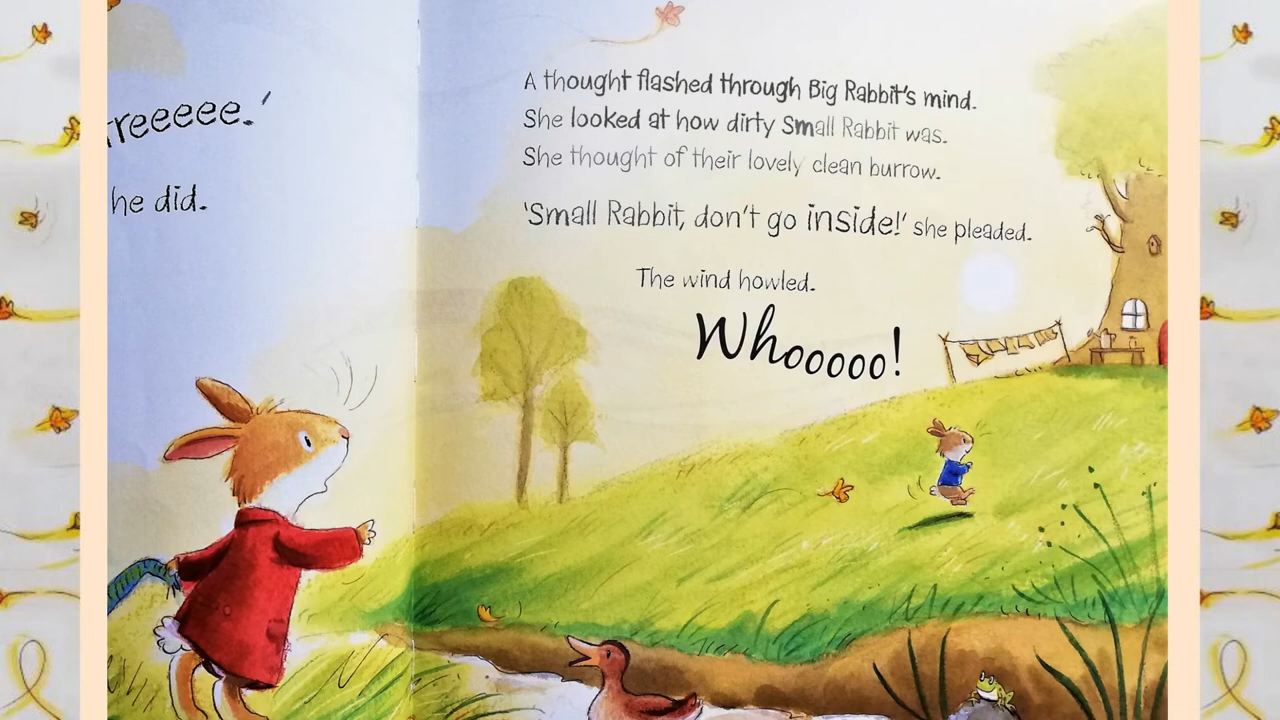 reeeee.'
he did.
A thought flashed through Big Rabbit's mind.
She looked at how dirty Small Rabbit was.
She thought of their lovely clean burrow.
'Small Rabbit, don't go inside!' she pleaded.
The wind howled.
Whooooo!